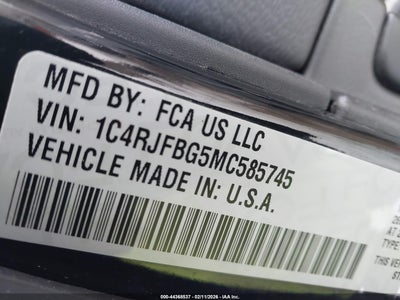 MFD BY: FCA US LLC
VIN: 1C4RJFBG5MC585745
VEHICLE MADE IN: U.S.A.
000-44368537 - 02/11/2026 - IAA Inc.